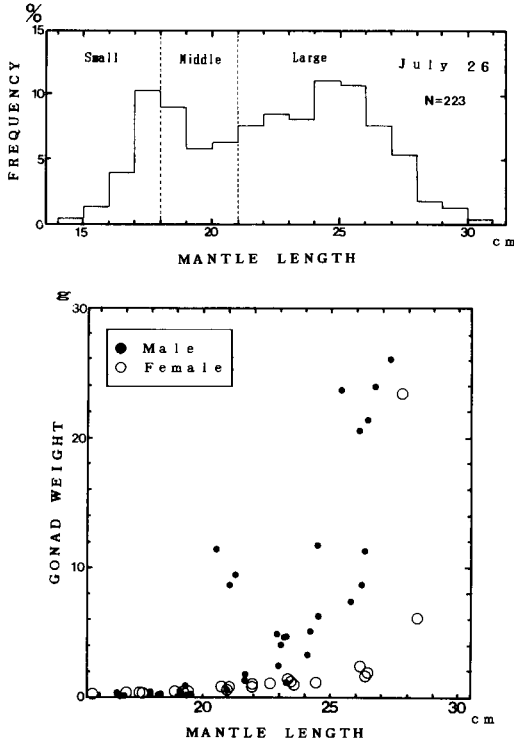 %
15
10
5
0
FREQUENCY
Small
Middle
Large
July 26
N=223
15
20
25
30
cm
MANTLE LENGTH
g
30
20
10
0
GONAD WEIGHT
Male
Female
20
25
30
cm
MANTLE LENGTH